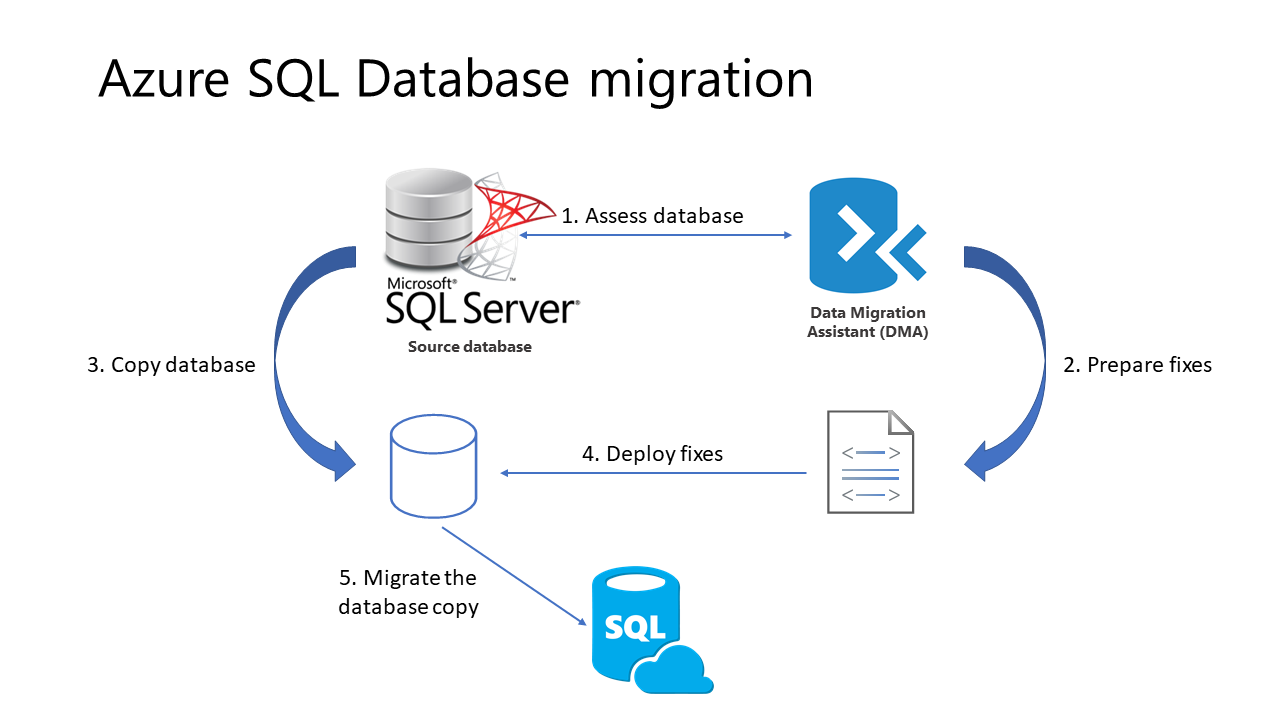 Azure SQL Database migration
1. Assess database
Microsoft®
SQL Server®
Source database
™
Data Migration
Assistant (DMA)
3. Copy database
2. Prepare fixes
4. Deploy fixes
< >
< >
5. Migrate the
database copy
SQL